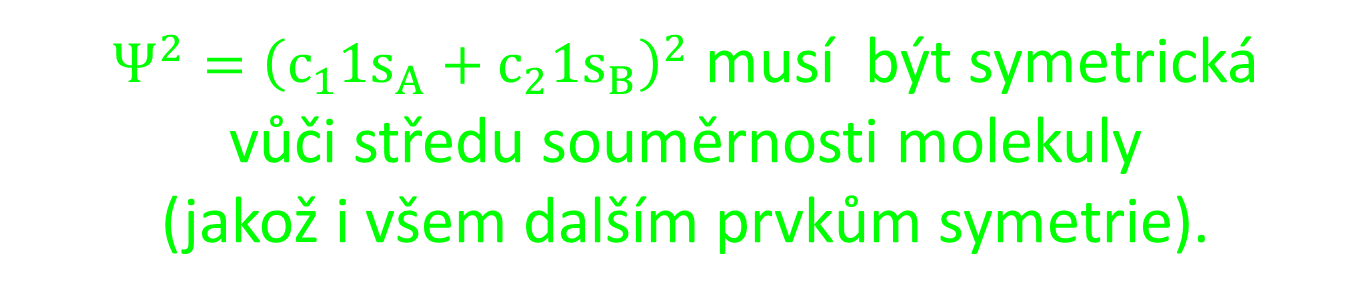 Ψ² = (c₁1s_A + c₂1s_B)² musí být symetrická
vůči středu souměrnosti molekuly
(jakož i všem dalším prvkům symetrie).